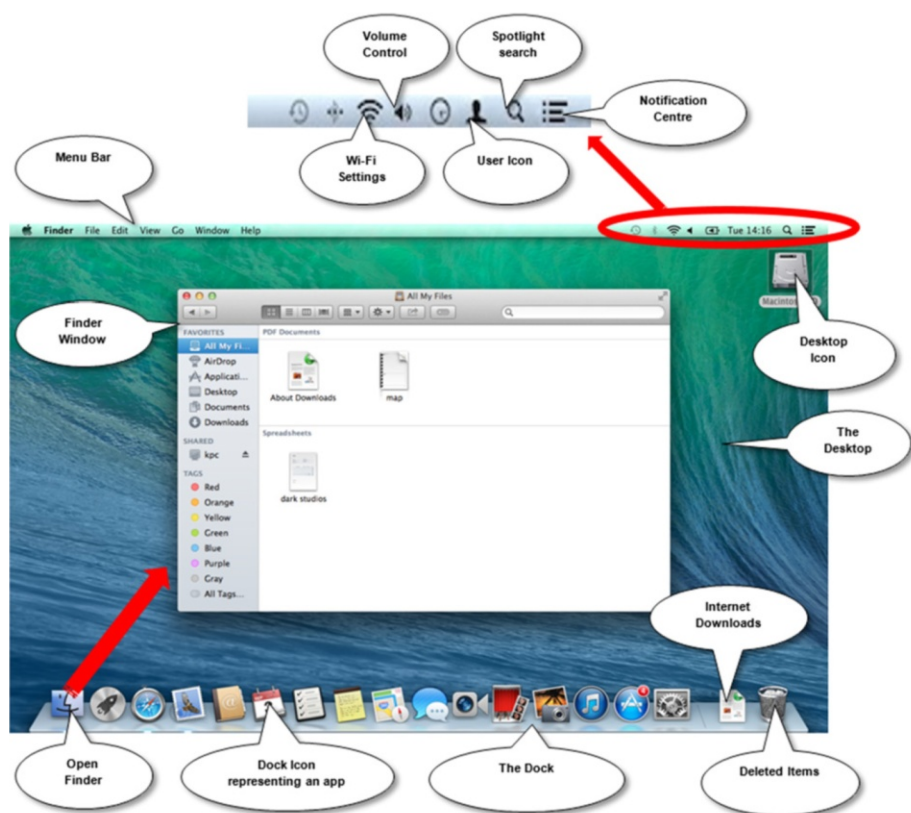 Volume
Control
Spotlight
search
Notification
Centre
Wi-Fi
Settings
User Icon
Menu Bar
Finder File Edit View Go Window Help
Tue 14:16
Finder
Window
All My Files
FAVORITES
All My Fi...
AirDrop
Applicati...
Desktop
Documents
Downloads
SHARED
kpc
TAGS
Red
Orange
Yellow
Green
Blue
Purple
Gray
All Tags...
PDF Documents
About Downloads
map
Spreadsheets
dark studios
Desktop
Icon
The
Desktop
Internet
Downloads
Open
Finder
Dock Icon
representing an app
The Dock
Deleted Items